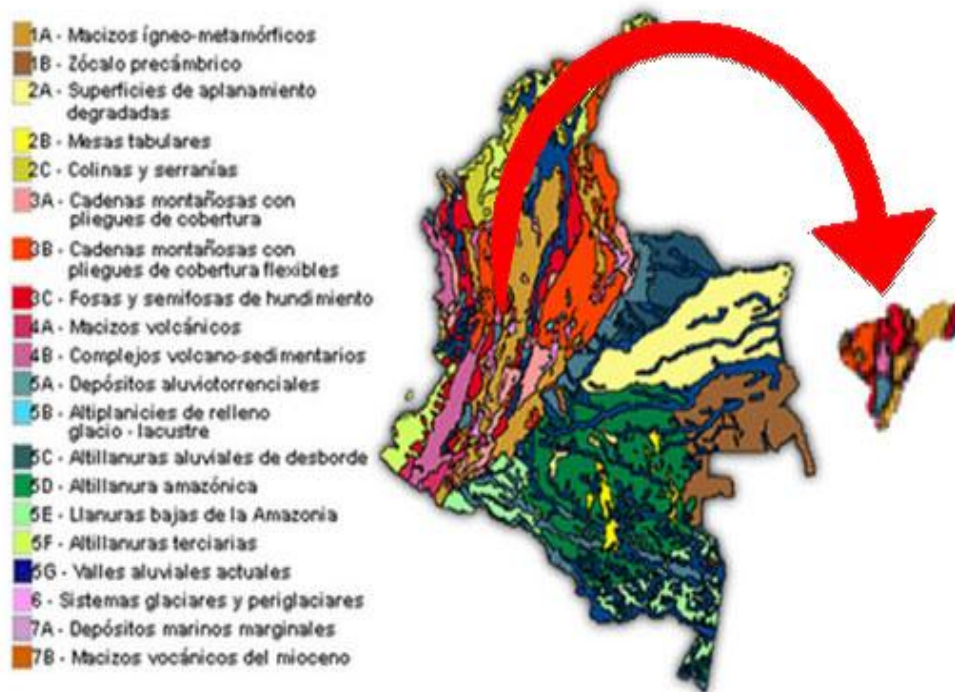 1A - Macizos ígneo-metamórficos
1B - Zócalo precámbrico
2A - Superficies de aplanamiento
degradadas
2B - Mesas tabulares
2C - Colinas y serranías
3A - Cadenas montañosas con
pliegues de cobertura
3B - Cadenas montañosas con
pliegues de cobertura flexibles
3C - Fosas y semifosas de hundimiento
4A - Macizos volcánicos
4B - Complejos volcano-sedimentarios
5A - Depósitos aluviotorrenciales
5B - Altiplanicies de relleno
glacio - lacustre
5C - Altillanuras aluviales de desborde
5D - Altillanura amazónica
5E - Llanuras bajas de la Amazonia
5F - Altillanuras terciarias
5G - Valles aluviales actuales
6 - Sistemas glaciares y periglaciares
7A - Depósitos marinos marginales
7B - Macizos vocánicos del mioceno